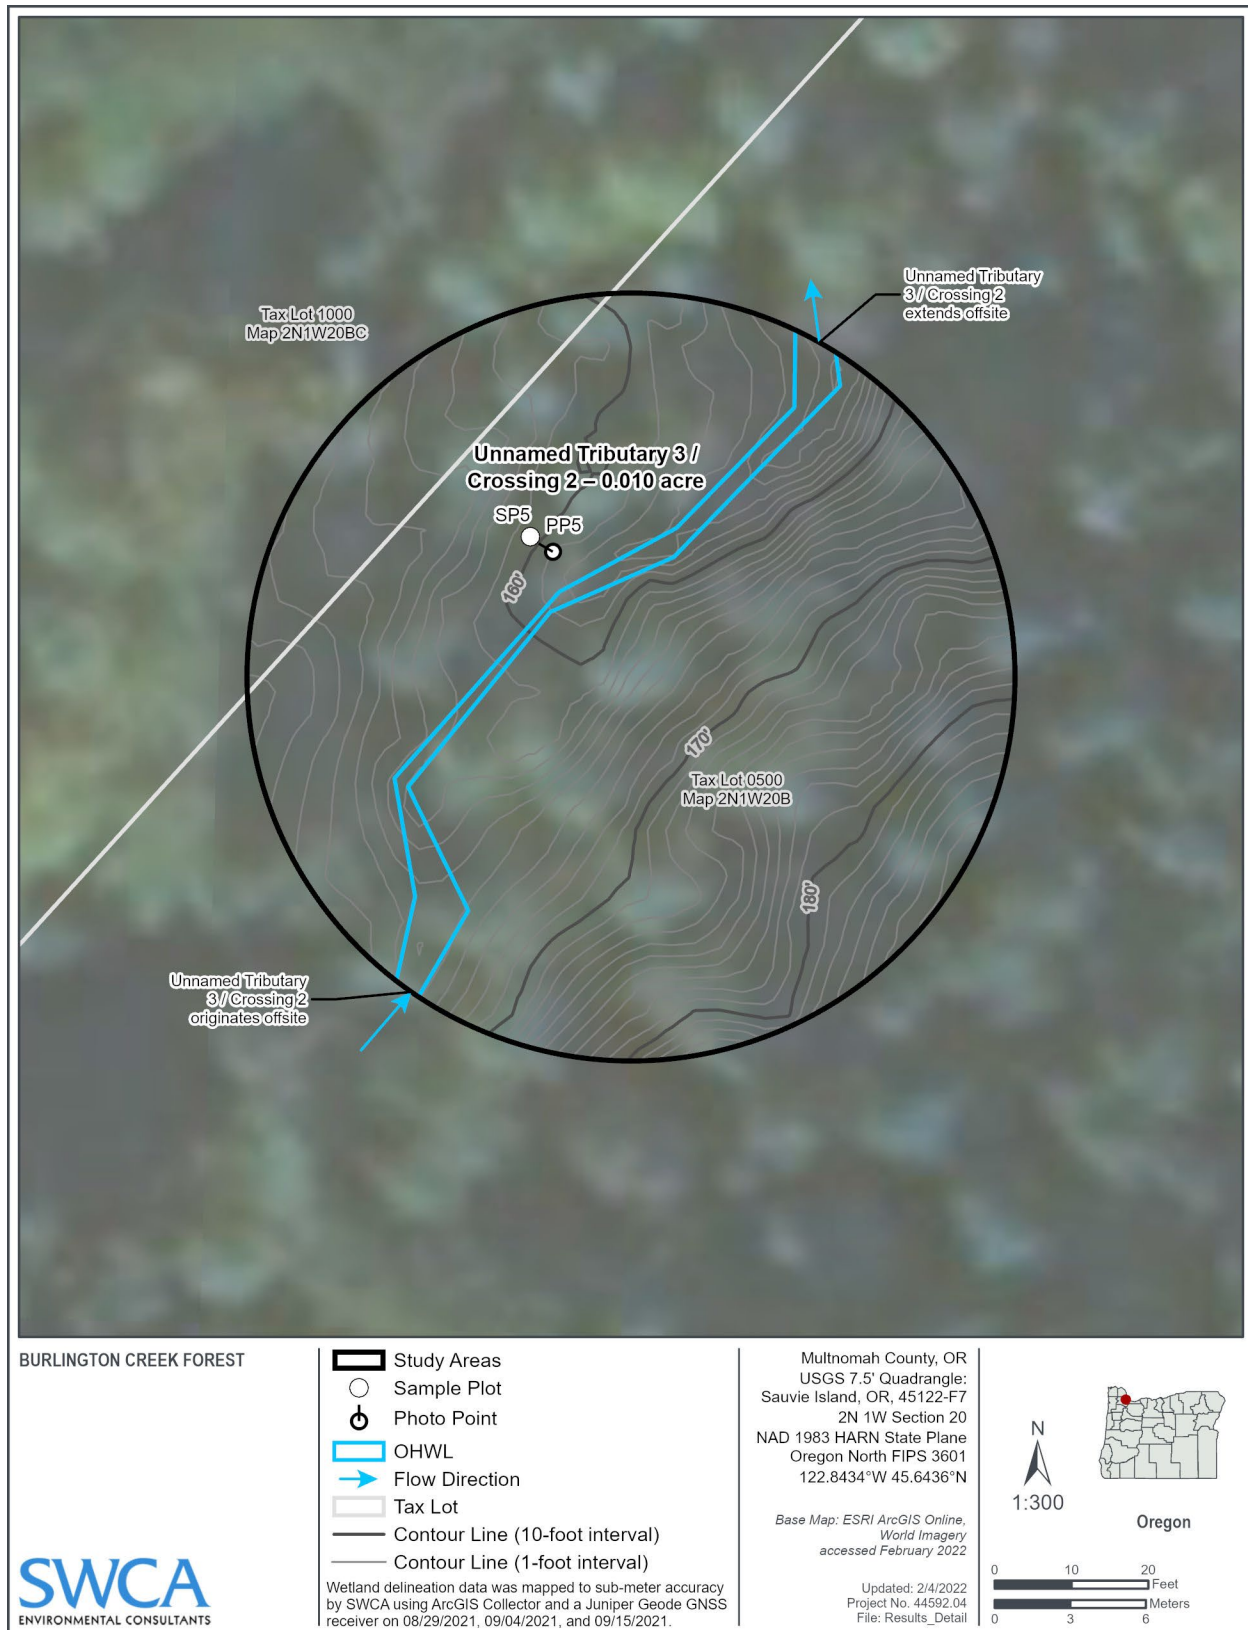 Unnamed Tributary
3 / Crossing 2
extends offsite
Tax Lot 1000
Map 2N1W20BC
Unnamed Tributary 3 /
Crossing 2 – 0.010 acre
SP5
PP5
160'
170'
Tax Lot 0500
Map 2N1W20B
180'
Unnamed Tributary
3 / Crossing 2
originates offsite
BURLINGTON CREEK FOREST
SWCA
ENVIRONMENTAL CONSULTANTS
Study Areas
Sample Plot
Photo Point
OHWL
Flow Direction
Tax Lot
Contour Line (10-foot interval)
Contour Line (1-foot interval)
Wetland delineation data was mapped to sub-meter accuracy
by SWCA using ArcGIS Collector and a Juniper Geode GNSS
receiver on 08/29/2021, 09/04/2021, and 09/15/2021.
Multnomah County, OR
USGS 7.5' Quadrangle:
Sauvie Island, OR, 45122-F7
2N 1W Section 20
NAD 1983 HARN State Plane
Oregon North FIPS 3601
122.8434°W 45.6436°N
Base Map: ESRI ArcGIS Online,
World Imagery
accessed February 2022
Updated: 2/4/2022
Project No. 44592.04
File: Results_Detail
N
1:300
Oregon
0 10 20
Feet
Meters
0 3 6